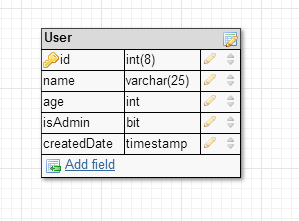 User
id int(8)
name varchar(25)
age int
isAdmin bit
createdDate timestamp
Add field